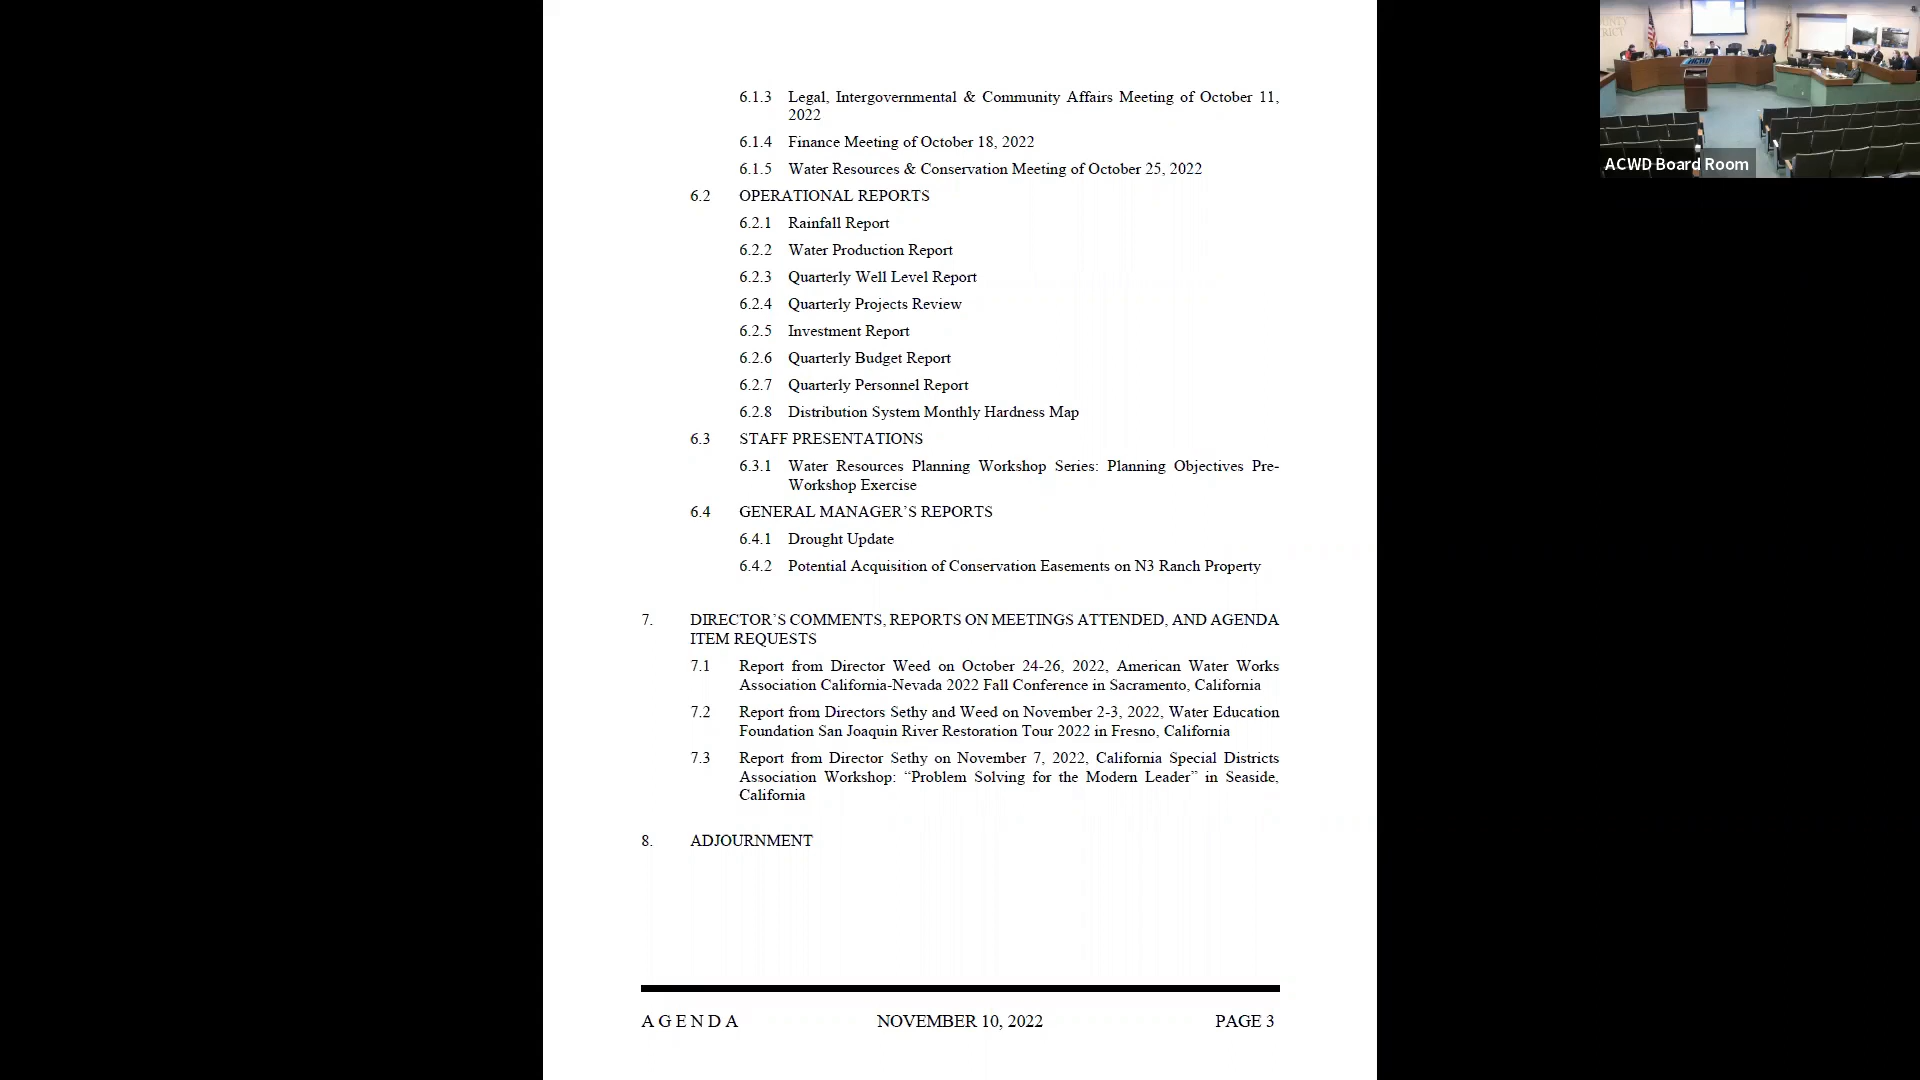 6.1.3 Legal, Intergovernmental & Community Affairs Meeting of October 11,
2022
6.1.4 Finance Meeting of October 18, 2022
6.1.5 Water Resources & Conservation Meeting of October 25, 2022
6.2 OPERATIONAL REPORTS
6.2.1 Rainfall Report
6.2.2 Water Production Report
6.2.3 Quarterly Well Level Report
6.2.4 Quarterly Projects Review
6.2.5 Investment Report
6.2.6 Quarterly Budget Report
6.2.7 Quarterly Personnel Report
6.2.8 Distribution System Monthly Hardness Map
6.3 STAFF PRESENTATIONS
6.3.1 Water Resources Planning Workshop Series: Planning Objectives Pre-
Workshop Exercise
6.4 GENERAL MANAGER’S REPORTS
6.4.1 Drought Update
6.4.2 Potential Acquisition of Conservation Easements on N3 Ranch Property
7. DIRECTOR’S COMMENTS, REPORTS ON MEETINGS ATTENDED, AND AGENDA
ITEM REQUESTS
7.1 Report from Director Weed on October 24-26, 2022, American Water Works
Association California-Nevada 2022 Fall Conference in Sacramento, California
7.2 Report from Directors Sethy and Weed on November 2-3, 2022, Water Education
Foundation San Joaquin River Restoration Tour 2022 in Fresno, California
7.3 Report from Director Sethy on November 7, 2022, California Special Districts
Association Workshop: “Problem Solving for the Modern Leader” in Seaside,
California
8. ADJOURNMENT
AGENDA NOVEMBER 10, 2022 PAGE 3
ACWD
ACWD Board Room